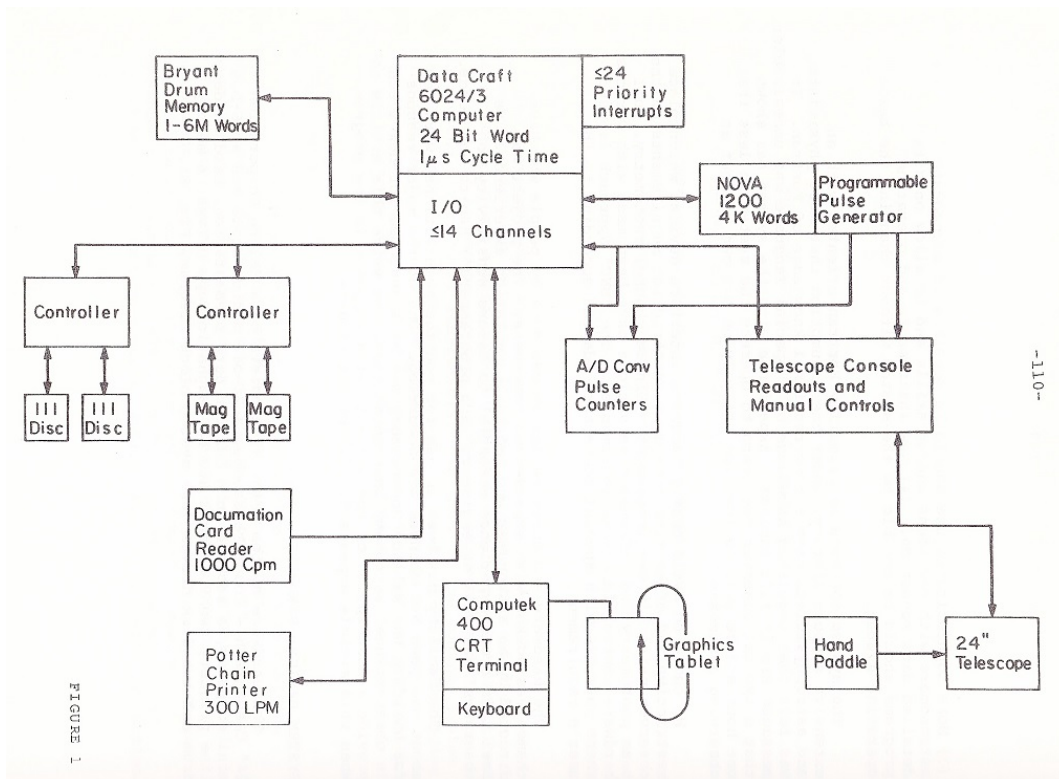 Bryant
Drum
Memory
1-6M Words
Data Craft
6024/3
Computer
24 Bit Word
1μs Cycle Time
≤24
Priority
Interrupts
I/O
≤14 Channels
NOVA
1200
4K Words
Programmable
Pulse
Generator
Controller
Controller
III
Disc
III
Disc
Mag
Tape
Mag
Tape
A/D Conv
Pulse
Counters
Telescope Console
Readouts and
Manual Controls
-110-
Documation
Card
Reader
1000 Cpm
Potter
Chain
Printer
300 LPM
Computek
400
CRT
Terminal
Keyboard
Graphics
Tablet
Hand
Paddle
24"
Telescope
FIGURE 1